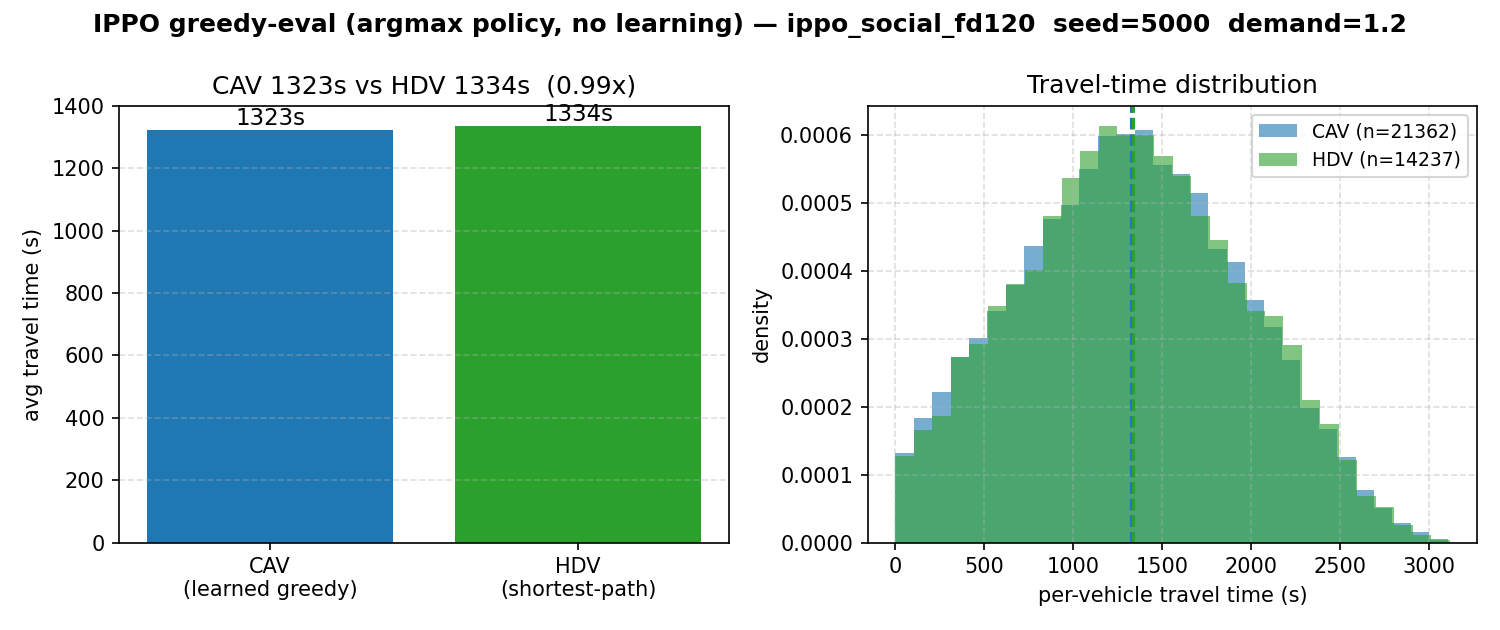 IPPO greedy-eval (argmax policy, no learning) — ippo_social_fd120  seed=5000  demand=1.2
CAV 1323s vs HDV 1334s  (0.99x)
avg travel time (s)
1400
1200
1000
800
600
400
200
0
1323s
1334s
CAV
(learned greedy)
HDV
(shortest-path)
Travel-time distribution
density
0.0006
0.0005
0.0004
0.0003
0.0002
0.0001
0.0000
CAV (n=21362)
HDV (n=14237)
0 500 1000 1500 2000 2500 3000
per-vehicle travel time (s)